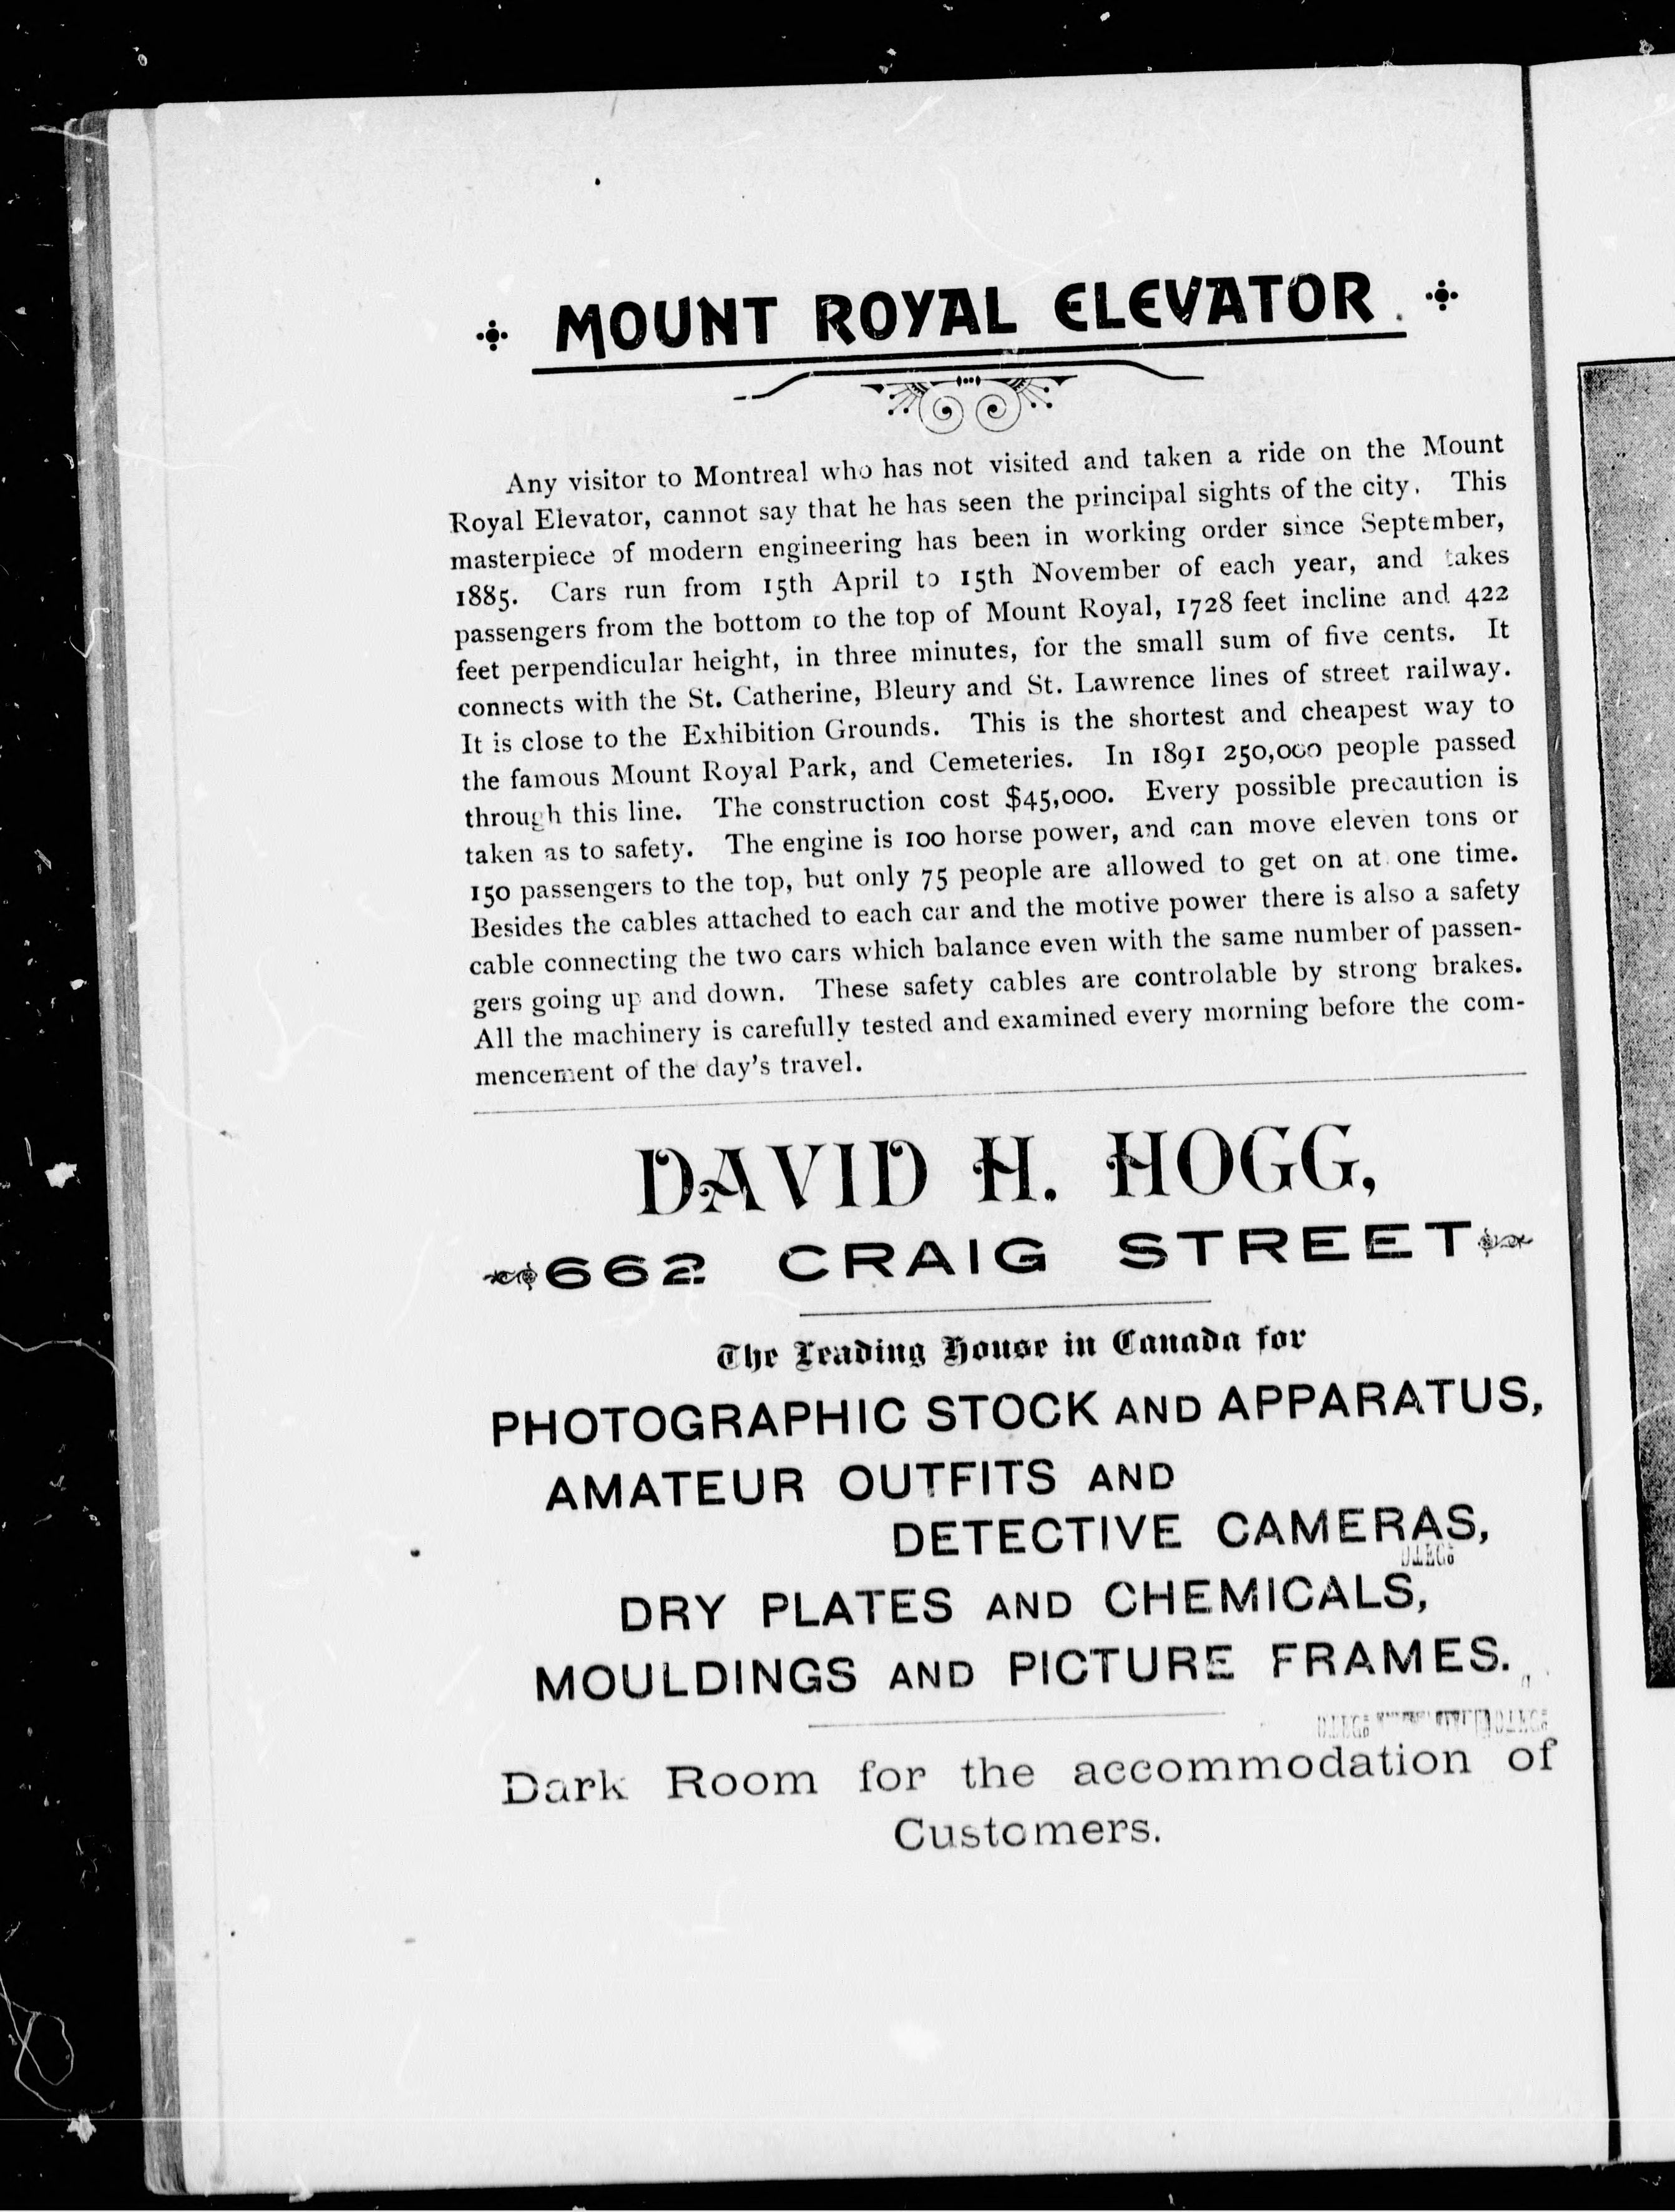 MOUNT ROYAL ELEVATOR.
Any visitor to Montreal who has not visited and taken a ride on the Mount
Royal Elevator, cannot say that he has seen the principal sights of the city. This
masterpiece of modern engineering has been in working order since September,
1885. Cars run from 15th April to 15th November of each year, and takes
passengers from the bottom to the top of Mount Royal, 1728 feet incline and 422
feet perpendicular height, in three minutes, for the small sum of five cents. It
connects with the St. Catherine, Bleury and St. Lawrence lines of street railway.
It is close to the Exhibition Grounds. This is the shortest and cheapest way to
the famous Mount Royal Park, and Cemeteries. In 1891 250,000 people passed
through this line. The construction cost $45,000. Every possible precaution is
taken as to safety. The engine is 100 horse power, and can move eleven tons or
150 passengers to the top, but only 75 people are allowed to get on at one time.
Besides the cables attached to each car and the motive power there is also a safety
cable connecting the two cars which balance even with the same number of passen-
gers going up and down. These safety cables are controlable by strong brakes.
All the machinery is carefully tested and examined every morning before the com-
mencement of the day's travel.
DAVID H. HOGG,
662 CRAIG STREET
The Leading House in Canada for
PHOTOGRAPHIC STOCK AND APPARATUS,
AMATEUR OUTFITS AND
DETECTIVE CAMERAS,
DRY PLATES AND CHEMICALS,
MOULDINGS AND PICTURE FRAMES.
Dark Room for the accommodation of
Customers.